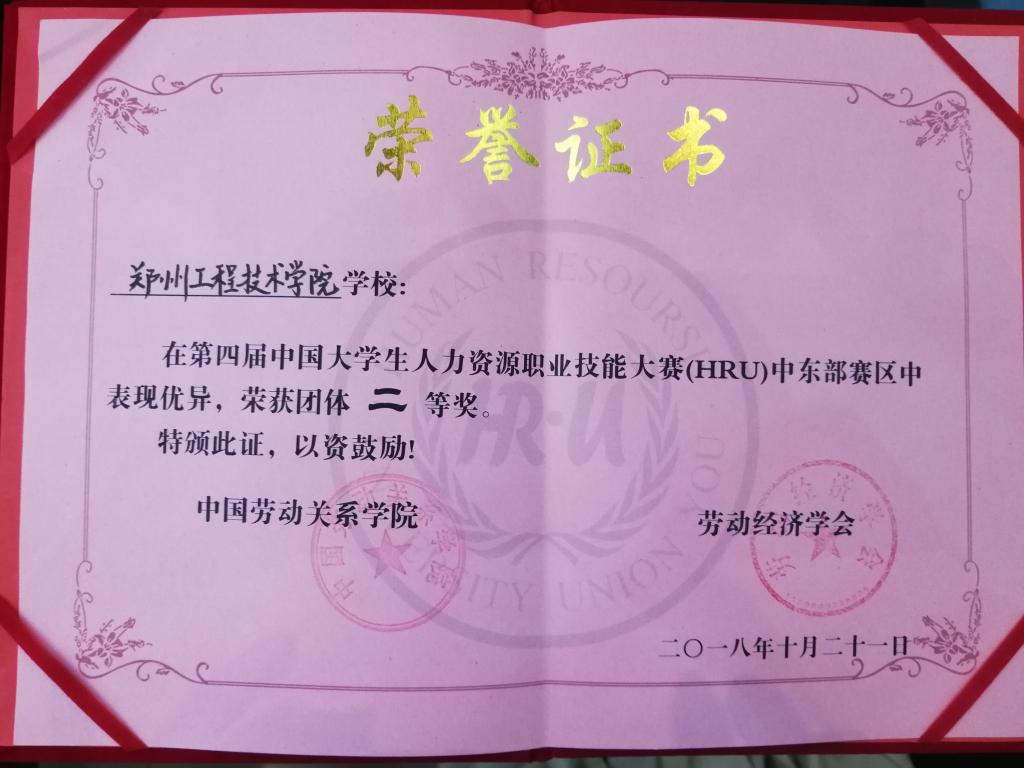 荣誉证书
郑州工程技术学院学校:
在第四届中国大学生人力资源职业技能大赛(HRU)中东部赛区中
表现优异，荣获团体 二 等奖。
特颁此证，以资鼓励!
中国劳动关系学院
劳动经济学会
二〇一八年十月二十一日
HUMAN RESOURSI
HR·U
UNION